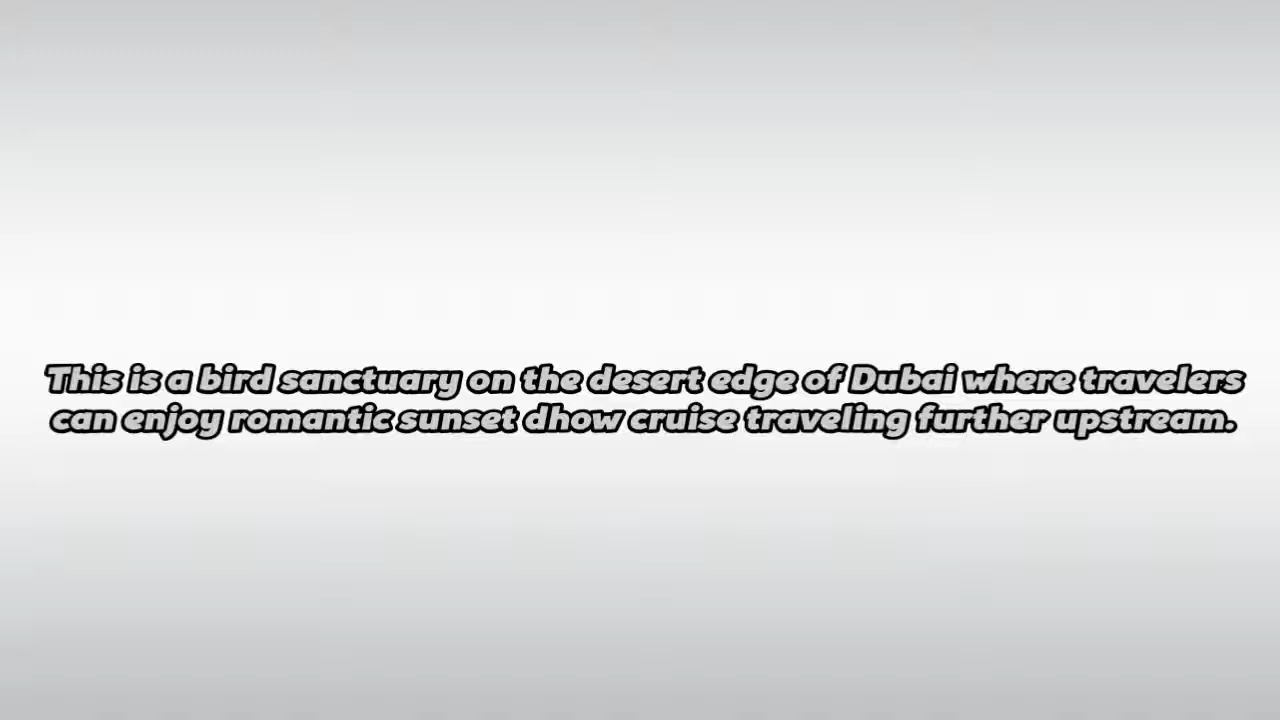 This is a bird sanctuary on the desert edge of Dubai where travelers
can enjoy romantic sunset dhow cruise traveling further upstream.